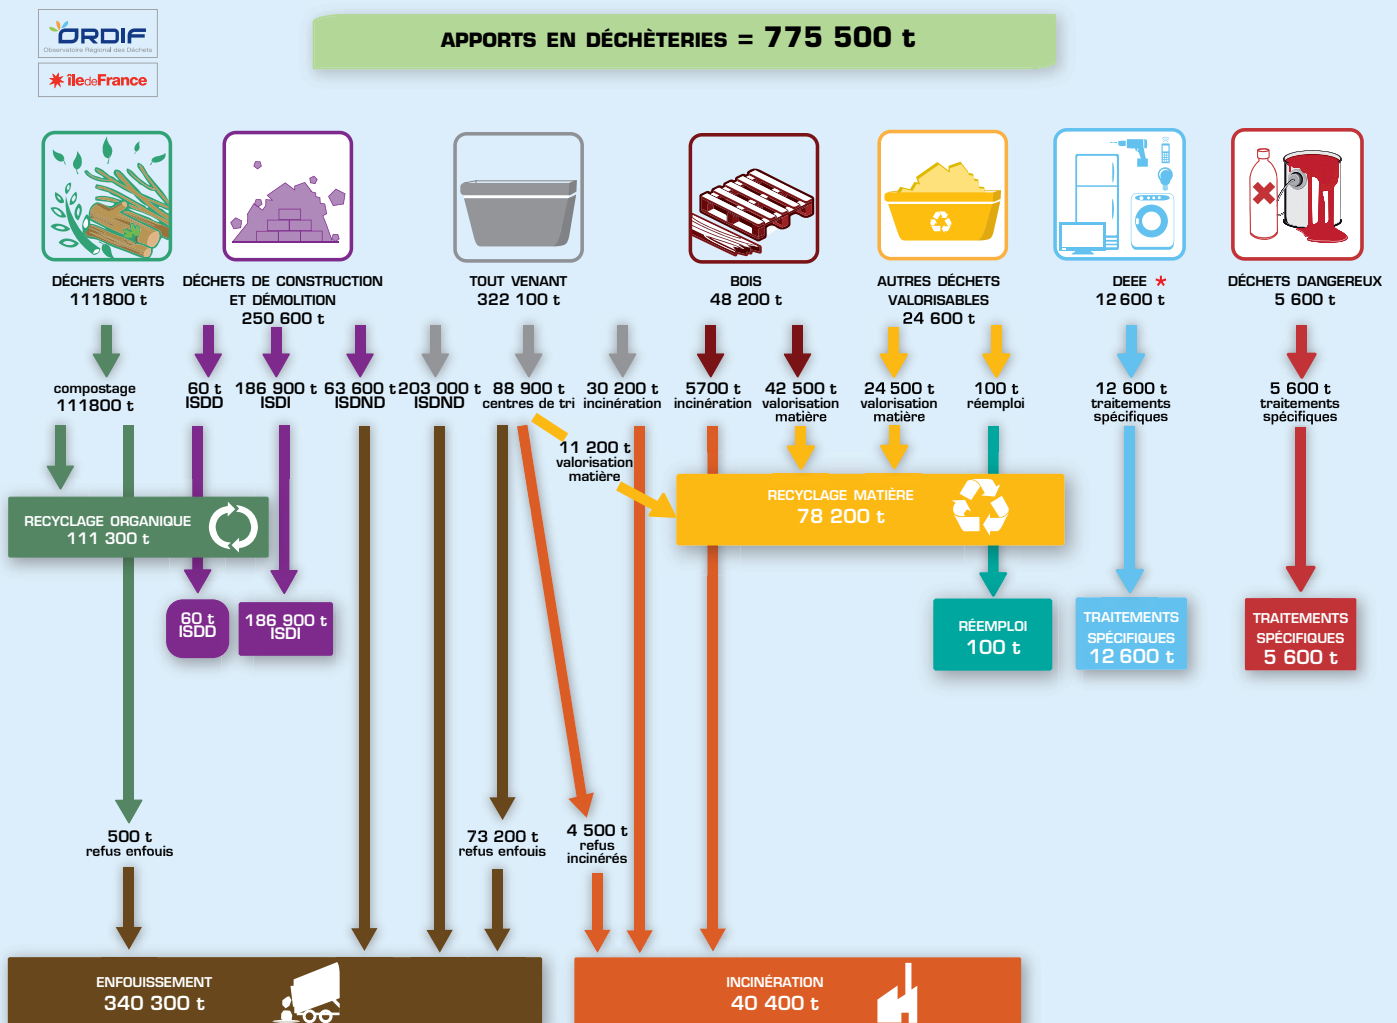 ORDIF
Observatoire Régional des Déchets
île de France
APPORTS EN DÉCHÈTERIES = 775 500 t
DÉCHETS VERTS
111800 t
DÉCHETS DE CONSTRUCTION
ET DÉMOLITION
250 600 t
TOUT VENANT
322 100 t
BOIS
48 200 t
AUTRES DÉCHETS
VALORISABLES
24 600 t
DEEE *
12 600 t
DÉCHETS DANGEREUX
5 600 t
compostage
111800 t
60 t
ISDD
186 900 t
ISDI
63 600 t
ISDND
203 000 t
ISDND
88 900 t
centres de tri
30 200 t
incinération
5700 t
incinération
42 500 t
valorisation
matière
24 500 t
valorisation
matière
100 t
réemploi
12 600 t
traitements
spécifiques
5 600 t
traitements
spécifiques
11 200 t
valorisation
matière
RECYCLAGE ORGANIQUE
111 300 t
RECYCLAGE MATIÈRE
78 200 t
60 t
ISDD
186 900 t
ISDI
RÉEMPLOI
100 t
TRAITEMENTS
SPÉCIFIQUES
12 600 t
TRAITEMENTS
SPÉCIFIQUES
5 600 t
500 t
refus enfouis
73 200 t
refus enfouis
4 500 t
refus
incinérés
ENFOUISSEMENT
340 300 t
INCINÉRATION
40 400 t